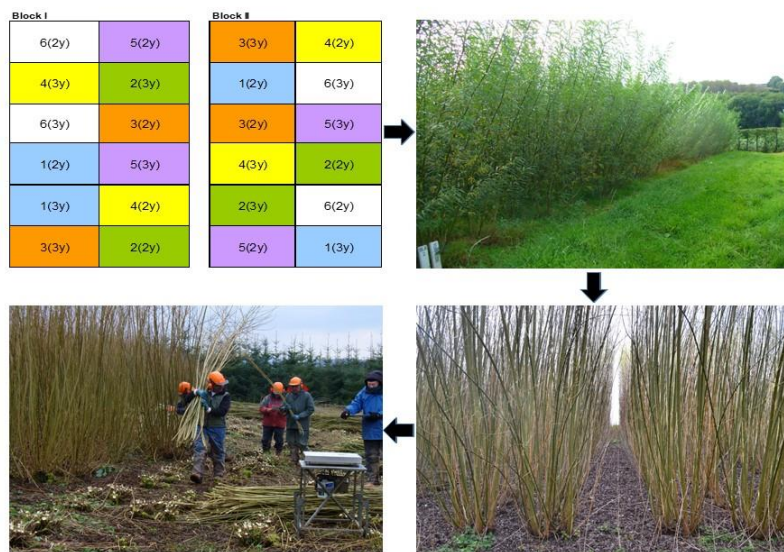 Block I
6(2y) 5(2y)
4(3y) 2(3y)
6(3y) 3(2y)
1(2y) 5(3y)
1(3y) 4(2y)
3(3y) 2(2y)
Block II
3(3y) 4(2y)
1(2y) 6(3y)
3(2y) 5(3y)
4(3y) 2(2y)
2(3y) 6(2y)
5(2y) 1(3y)